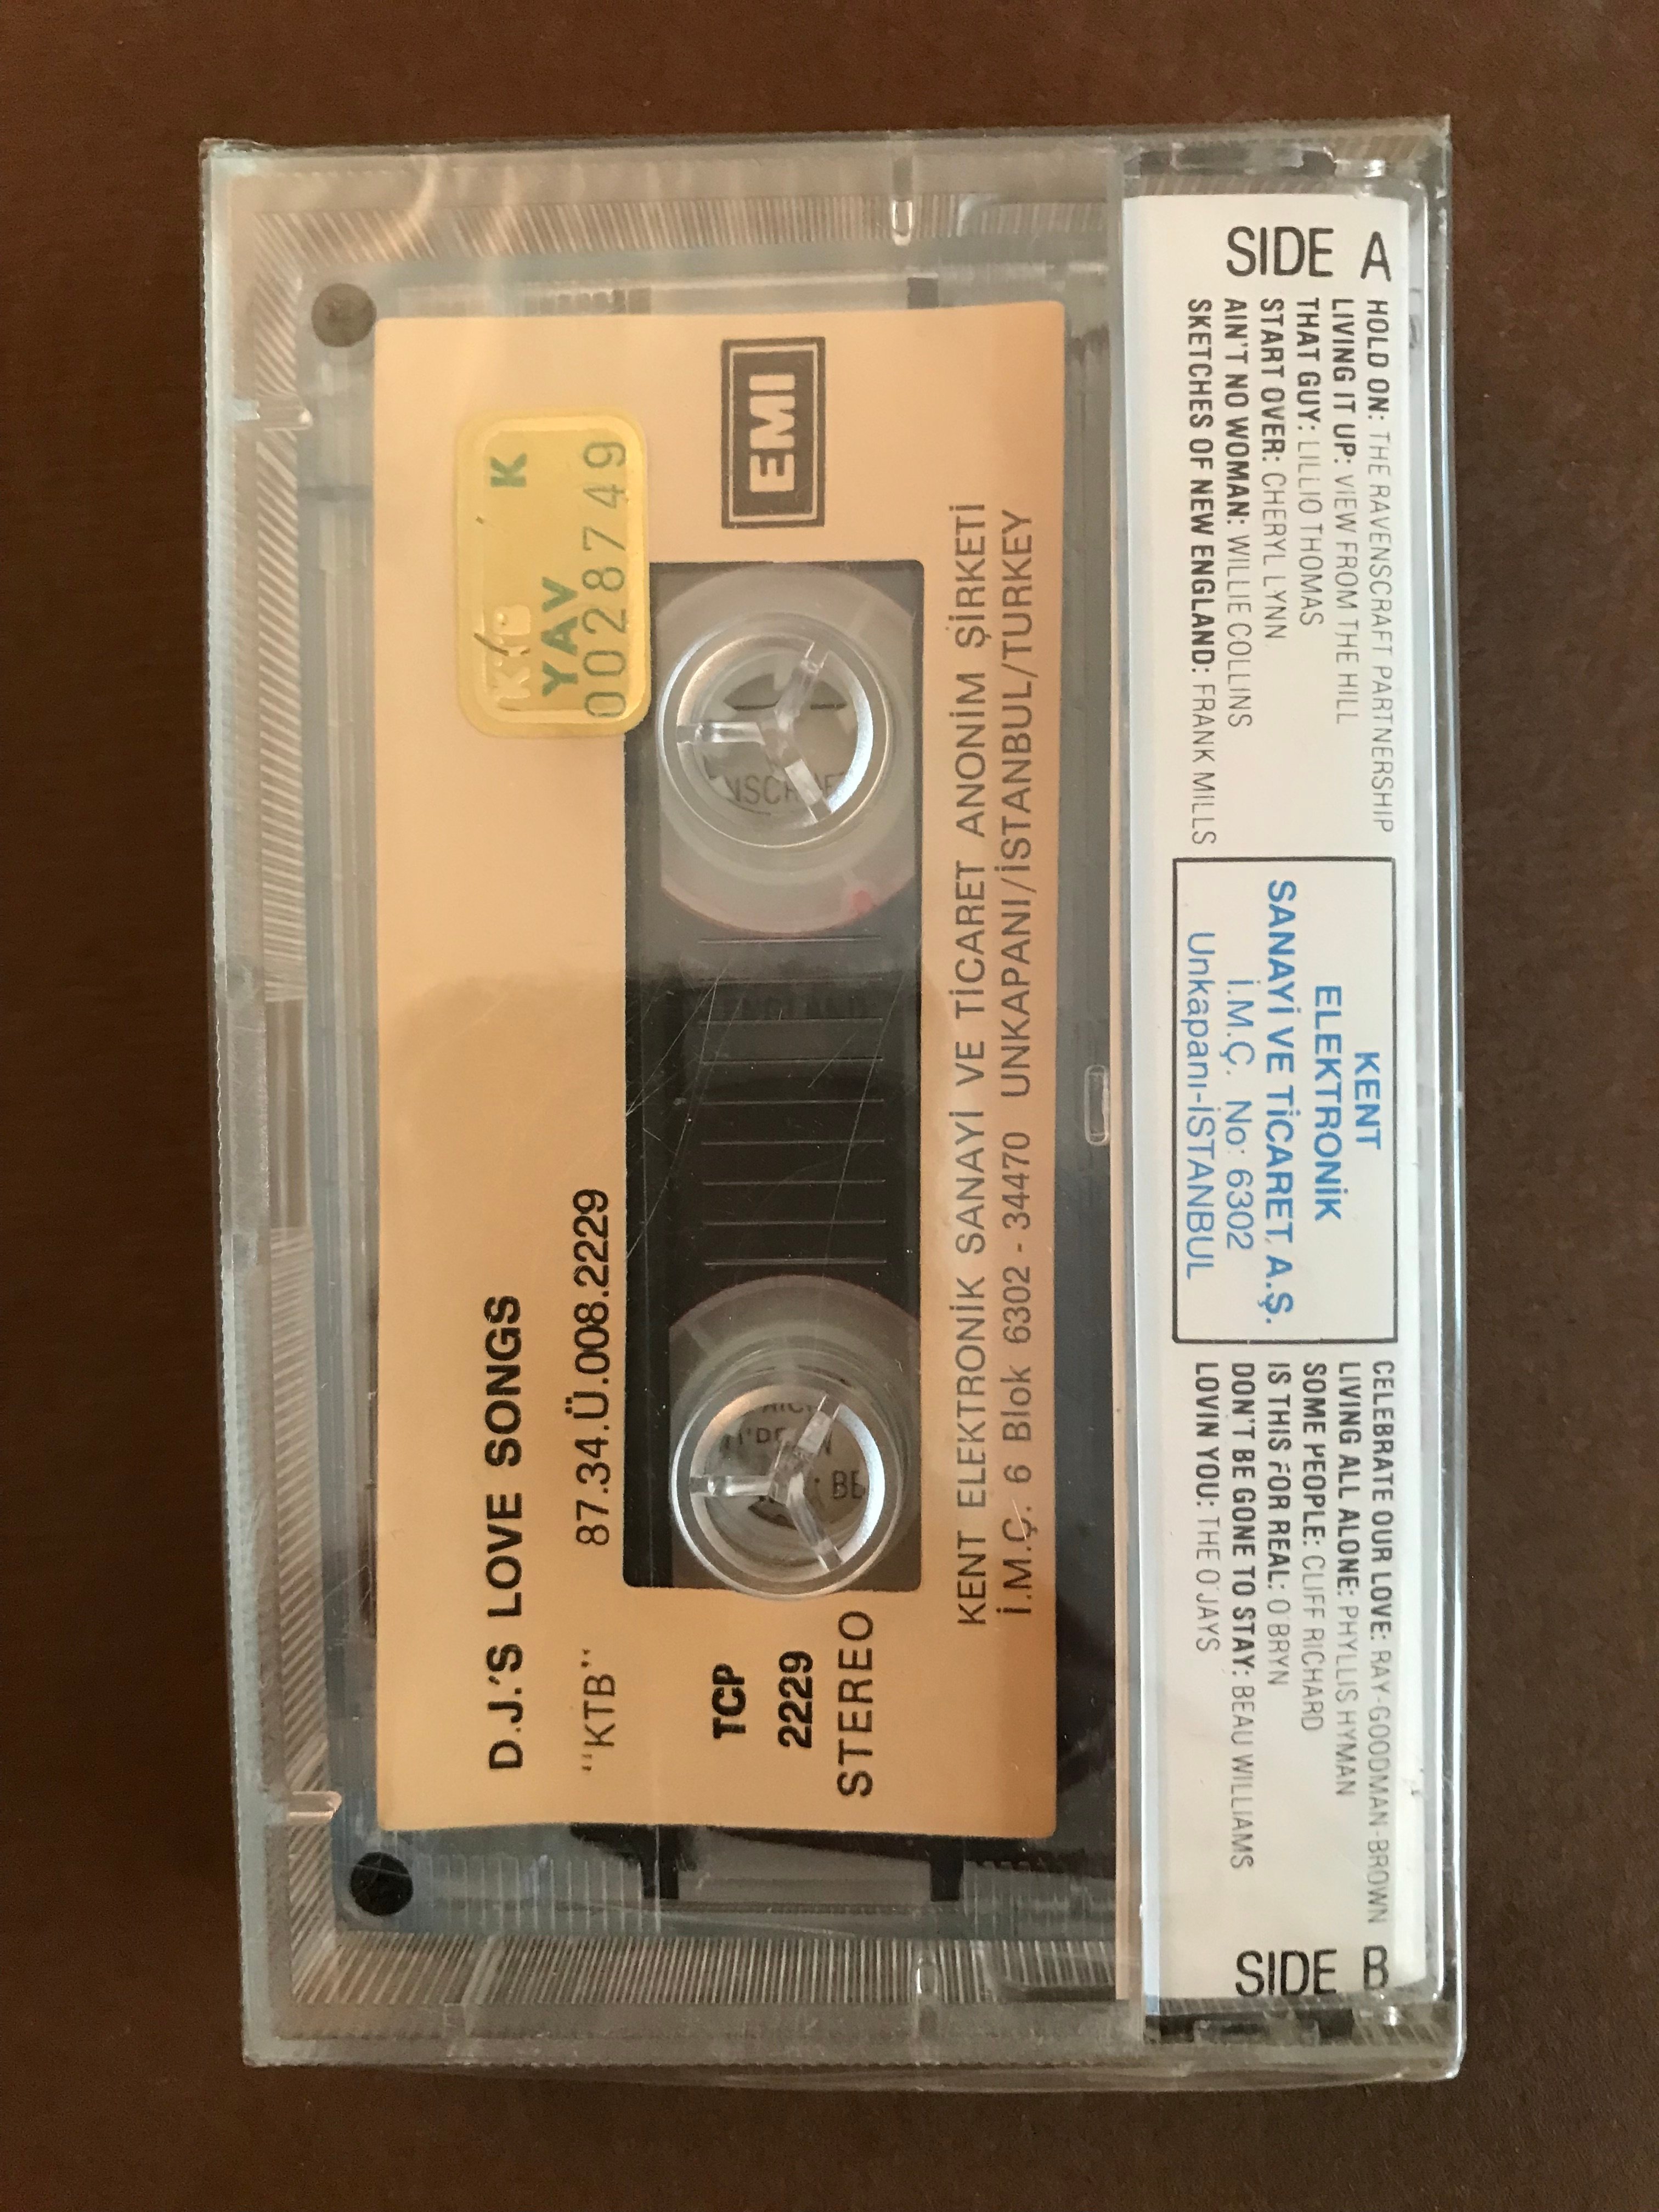 SIDE A
HOLD ON: THE RAVENSCRAFT PARTNERSHIP
LIVING IT UP: VIEW FROM THE HILL
THAT GUY: LILLIO THOMAS
START OVER: CHERYL LYNN
AIN'T NO WOMAN: WILLIE COLLINS
SKETCHES OF NEW ENGLAND: FRANK MILLS
KENT
ELEKTRONİK
SANAYİ VE TİCARET A.Ş.
İ.M.Ç. No: 6302
Unkapanı-İSTANBUL
CELEBRATE OUR LOVE: RAY-GOODMAN-BROWN
LIVING ALL ALONE: PHYLLIS HYMAN
SOME PEOPLE: CLIFF RICHARD
IS THIS FOR REAL: O'BRYN
DON'T BE GONE TO STAY: BEAU WILLIAMS
LOVIN YOU: THE O'JAYS
SIDE B
D.J.'S LOVE SONGS
"KTB" 87.34.Ü.008.2229
K
YAV
0028749
EMI
TCP
2229
STEREO
KENT ELEKTRONİK SANAYİ VE TİCARET ANONİM ŞİRKETİ
İ.M.Ç. 6 Blok 6302 - 34470 UNKAPANI/İSTANBUL/TURKEY